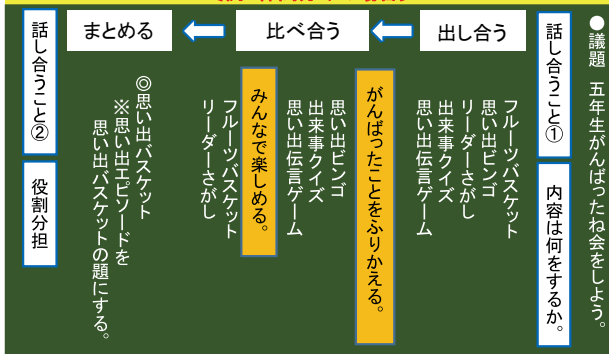 ●議題　五年生がんばったね会をしよう。
話し合うこと①
内容は何をするか。
出し合う
フルーツバスケット
思い出ビンゴ
リーダーさがし
出来事クイズ
思い出伝言ゲーム
比べ合う
がんばったことをふりかえる。
思い出ビンゴ
出来事クイズ
思い出伝言ゲーム
みんなで楽しめる。
フルーツバスケット
リーダーさがし
まとめる
◎思い出バスケット
※思い出エピソードを
思い出バスケットの題にする。
話し合うこと②
役割分担